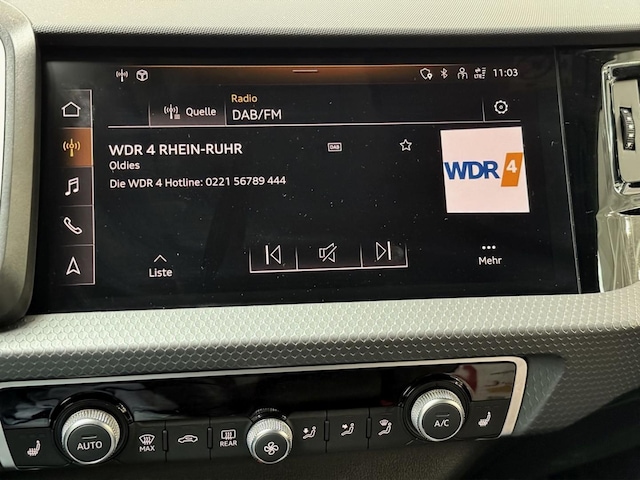 11:03
Quelle
Radio
DAB/FM
WDR 4 RHEIN-RUHR
DAB
Oldies
Die WDR 4 Hotline: 0221 56789 444
WDR 4
Liste
Mehr
AUTO
MAX
REAR
A/C